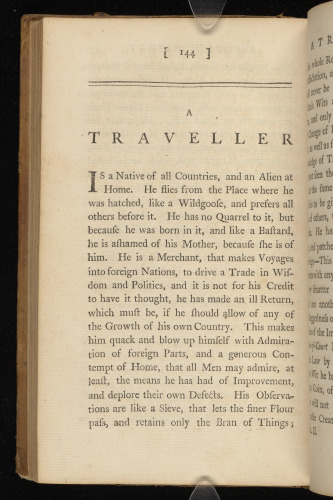 [ 144 ]
A
TRAVELLER
IS a Native of all Countries, and an Alien at
Home. He flies from the Place where he
was hatched, like a Wildgooſe, and prefers all
others before it. He has no Quarrel to it, but
becauſe he was born in it, and like a Baſtard,
he is aſhamed of his Mother, becauſe ſhe is of
him. He is a Merchant, that makes Voyages
into foreign Nations, to drive a Trade in Wiſ-
dom and Politics, and it is not for his Credit
to have it thought, he has made an ill Return,
which muſt be, if he ſhould allow of any of
the Growth of his own Country. This makes
him quack and blow up himſelf with Admira-
tion of foreign Parts, and a generous Con-
tempt of Home, that all Men may admire, at
leaſt, the means he has had of Improvement,
and deplore their own Defects. His Obſerva-
tions are like a Sieve, that lets the finer Flour
paſs, and retains only the Bran of Things;